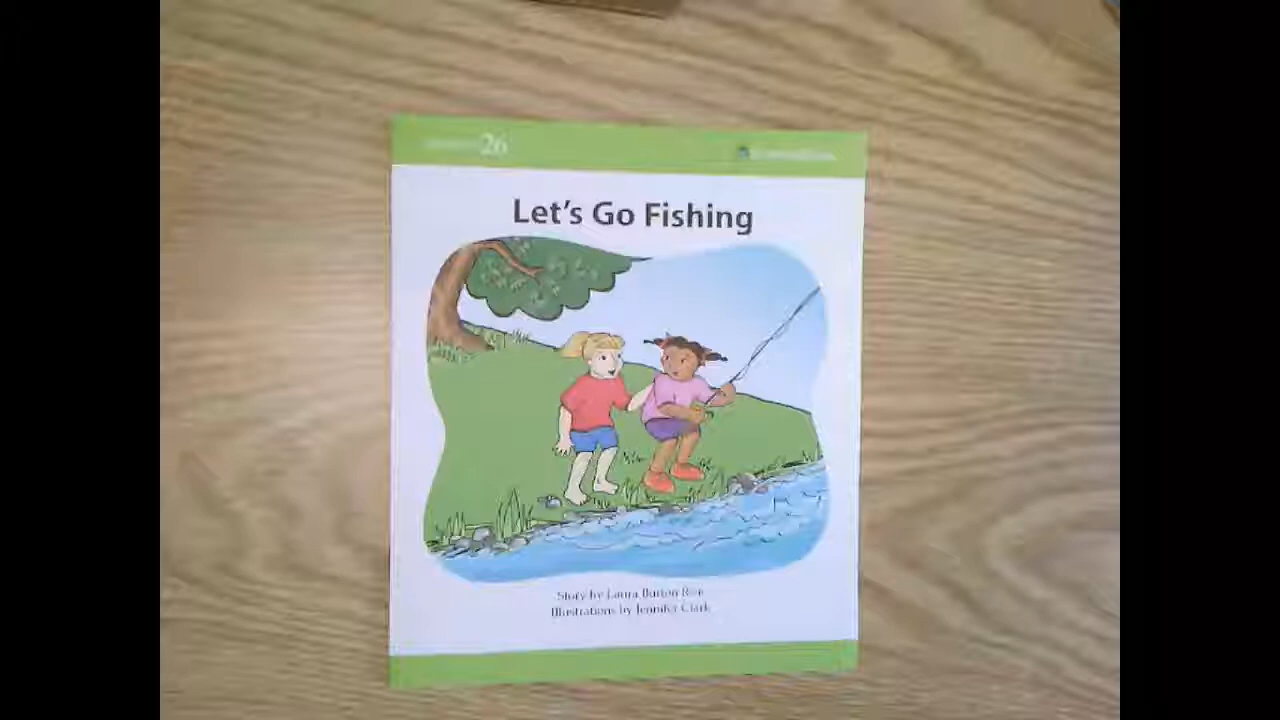 26
Let's Go Fishing
Story by Laura Burton Rice
Illustrations by Jennifer Clark